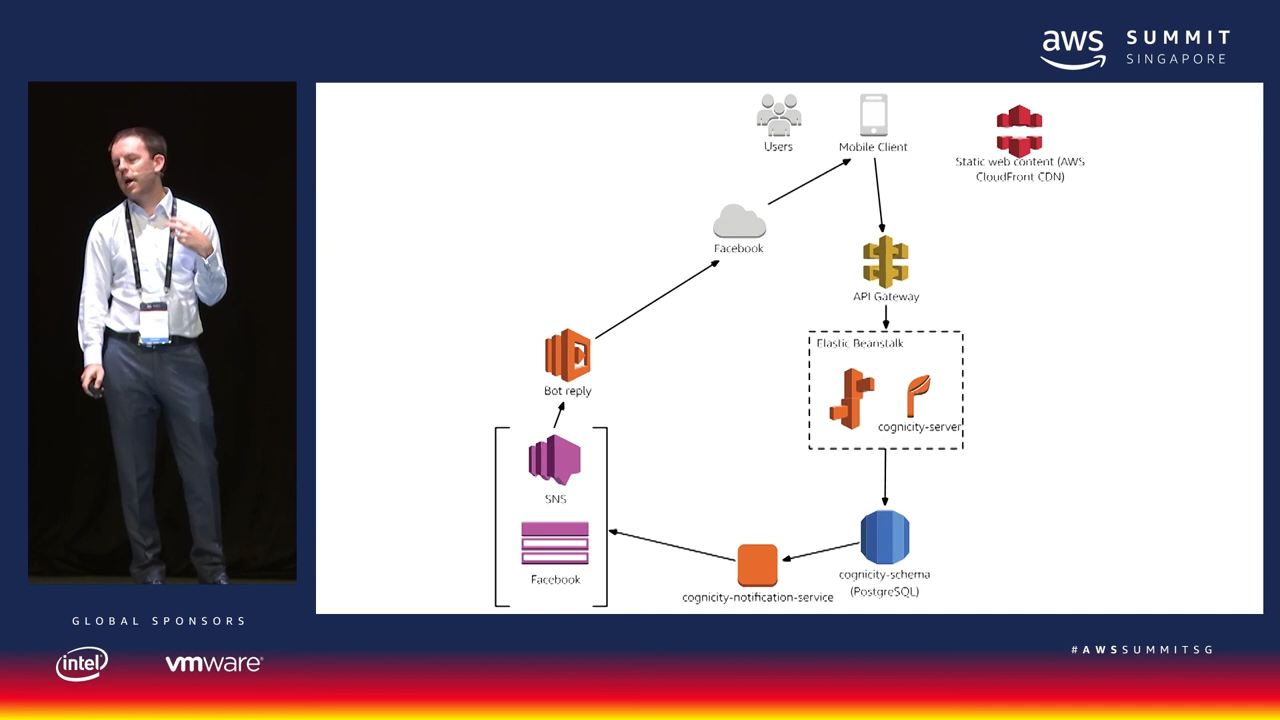 aws SUMMIT
SINGAPORE
Users
Mobile Client
Static web content (AWS
CloudFront CDN)
Facebook
API Gateway
Elastic Beanstalk
cognicity-server
Bot reply
SNS
Facebook
cognicity-notification-service
cognicity-schema
(PostgreSQL)
GLOBAL SPONSORS
intel
vmware
#AWSSUMMITSG